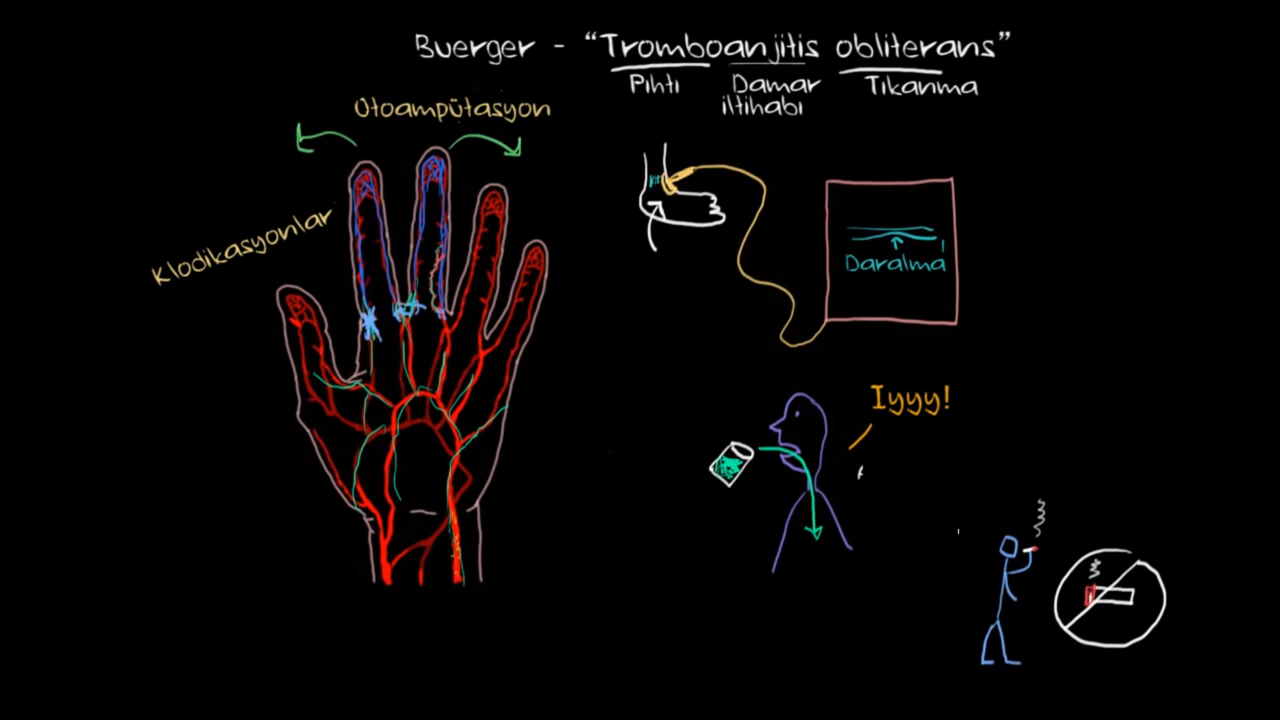 Buerger - "Tromboanjitis obliterans"
Pıhtı Damar Tıkanma
iltihabı
Otoampütasyon
Klodikasyonlar
Daralma
Iyyy!